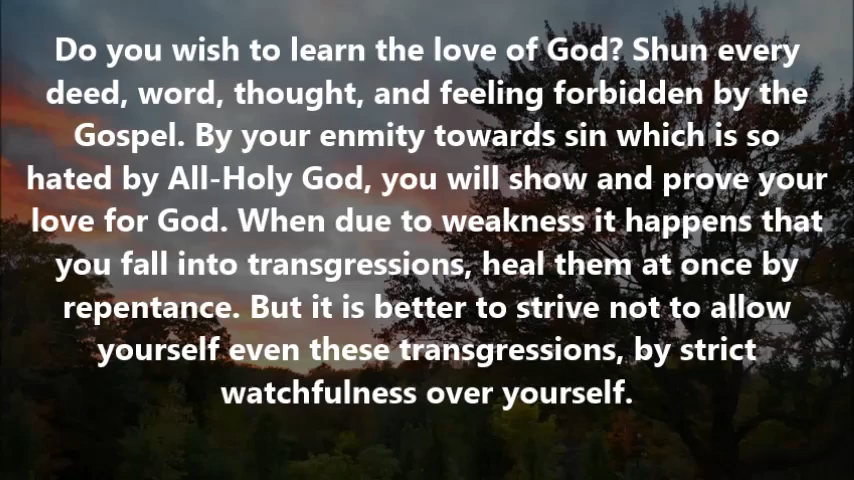 Do you wish to learn the love of God? Shun every
deed, word, thought, and feeling forbidden by the
Gospel. By your enmity towards sin which is so
hated by All-Holy God, you will show and prove your
love for God. When due to weakness it happens that
you fall into transgressions, heal them at once by
repentance. But it is better to strive not to allow
yourself even these transgressions, by strict
watchfulness over yourself.